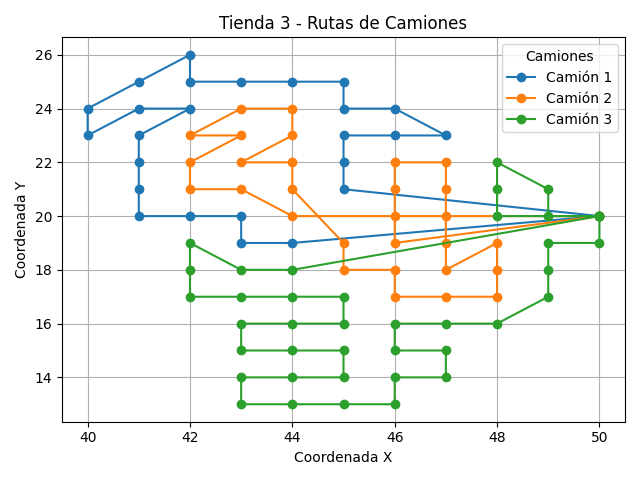 Tienda 3 - Rutas de Camiones
Camiones
Camión 1
Camión 2
Camión 3
Coordenada Y
26
24
22
20
18
16
14
40 42 44 46 48 50
Coordenada X